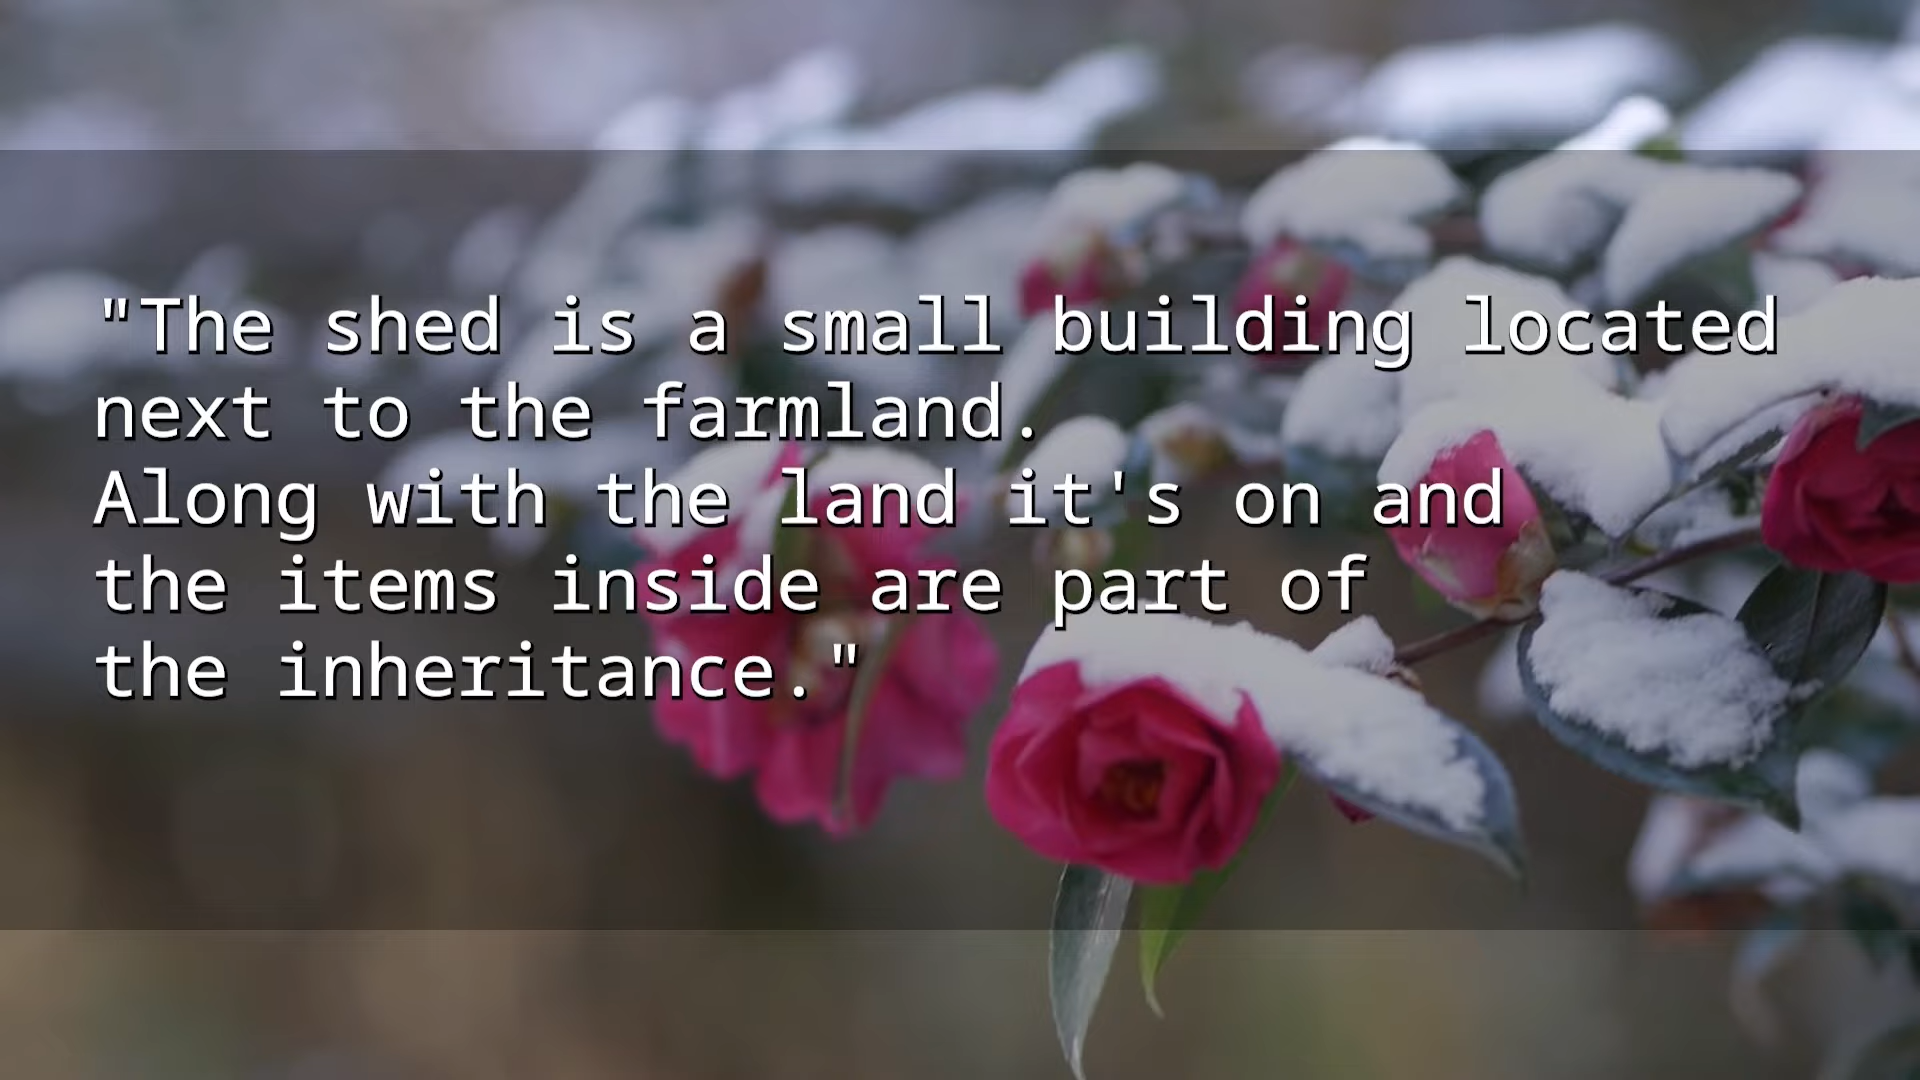 "The shed is a small building located
next to the farmland.
Along with the land it's on and
the items inside are part of
the inheritance."